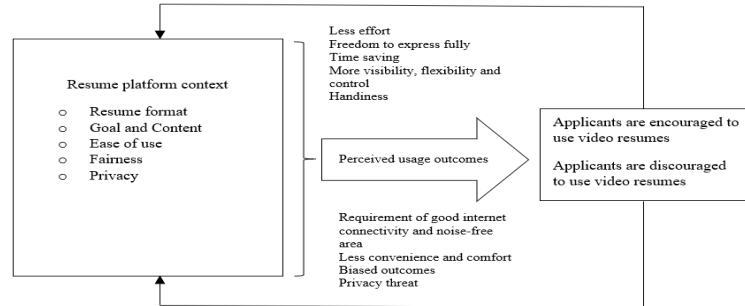 Resume platform context
o Resume format
o Goal and Content
o Ease of use
o Fairness
o Privacy
Less effort
Freedom to express fully
Time saving
More visibility, flexibility and
control
Handiness
Perceived usage outcomes
Requirement of good internet
connectivity and noise-free
area
Less convenience and comfort
Biased outcomes
Privacy threat
Applicants are encouraged to
use video resumes
Applicants are discouraged
to use video resumes